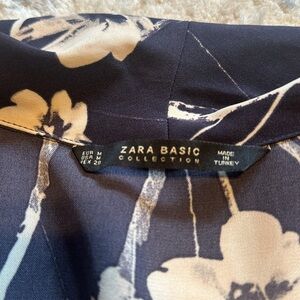 EUR M
USA M
MEX 28
ZARA BASIC
COLLECTION
MADE
IN
TURKEY